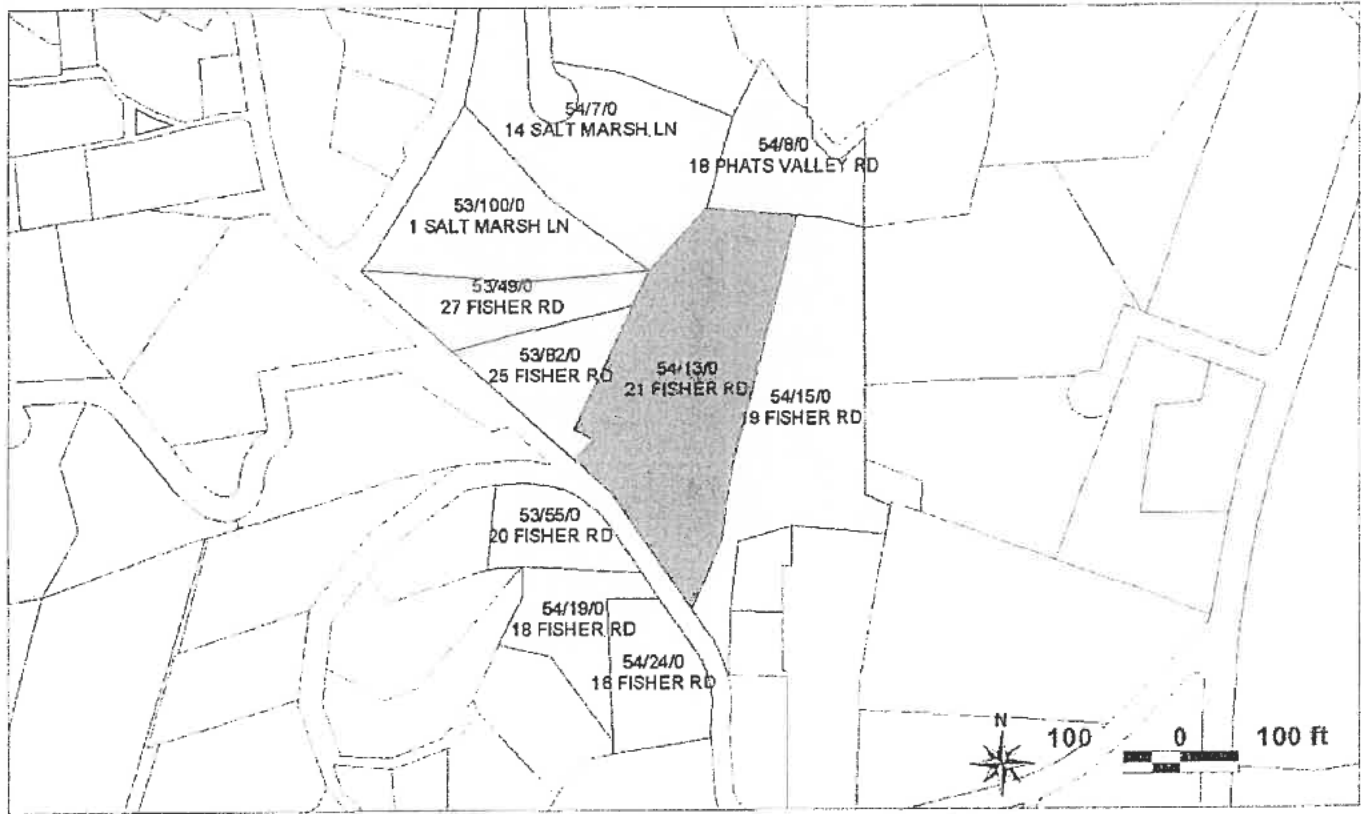 54/7/0
14 SALT MARSH LN
54/8/0
18 PHATS VALLEY RD
53/100/0
1 SALT MARSH LN
53/49/0
27 FISHER RD
53/82/0
25 FISHER RD
54/13/0
21 FISHER RD
54/15/0
19 FISHER RD
53/55/0
20 FISHER RD
54/19/0
18 FISHER RD
54/24/0
16 FISHER RD
N
100 0 100 ft